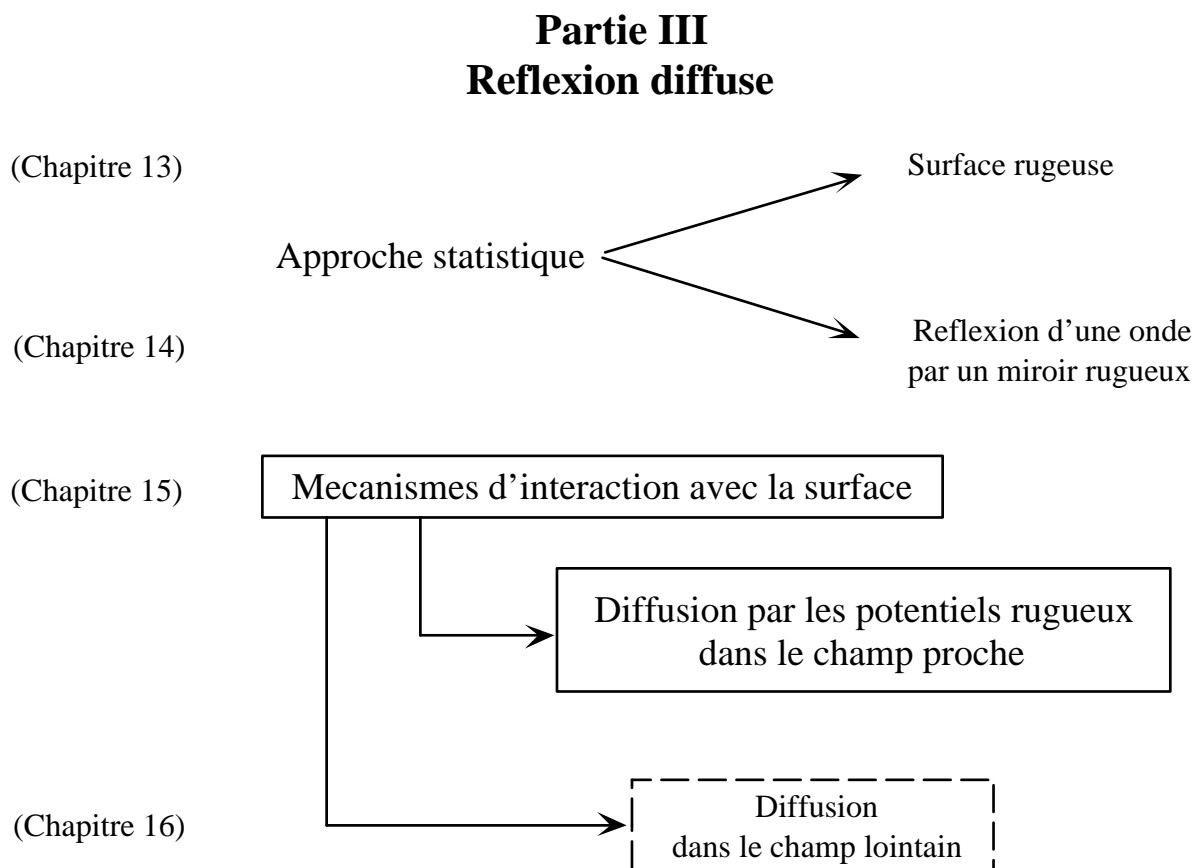 Partie III
Reflexion diffuse
(Chapitre 13)
Surface rugeuse
Approche statistique
(Chapitre 14)
Reflexion d’une onde
par un miroir rugueux
(Chapitre 15)
Mecanismes d’interaction avec la surface
Diffusion par les potentiels rugueux
dans le champ proche
(Chapitre 16)
Diffusion
dans le champ lointain